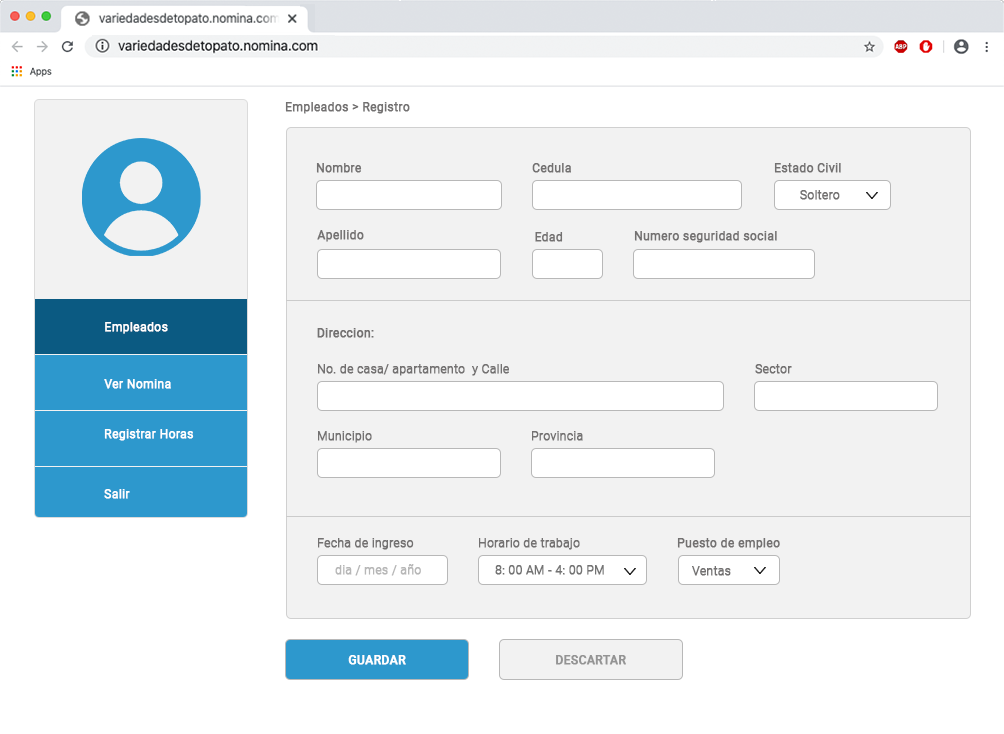 variedadesdetopato.nomina.com
variedadesdetopato.nomina.com
ABP
Apps
Empleados > Registro
Nombre
Cedula
Estado Civil
Soltero
Apellido
Edad
Numero seguridad social
Empleados
Ver Nomina
Registrar Horas
Salir
Direccion:
No. de casa/ apartamento y Calle
Sector
Municipio
Provincia
Fecha de ingreso
Horario de trabajo
Puesto de empleo
dia / mes / año
8: 00 AM - 4: 00 PM
Ventas
GUARDAR
DESCARTAR